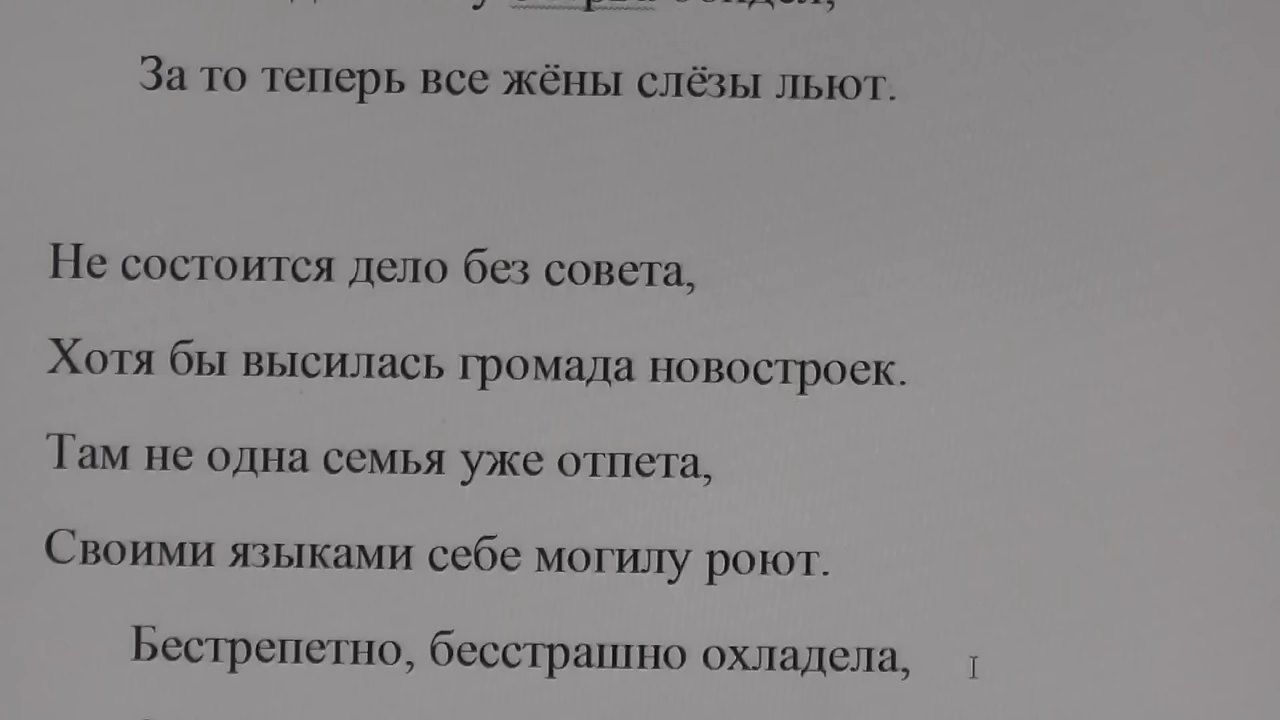 За то теперь все жёны слёзы льют.
Не состоится дело без совета,
Хотя бы высилась громада новостроек.
Там не одна семья уже отпета,
Своими языками себе могилу роют.
Бестрепетно, бесстрашно охладела,